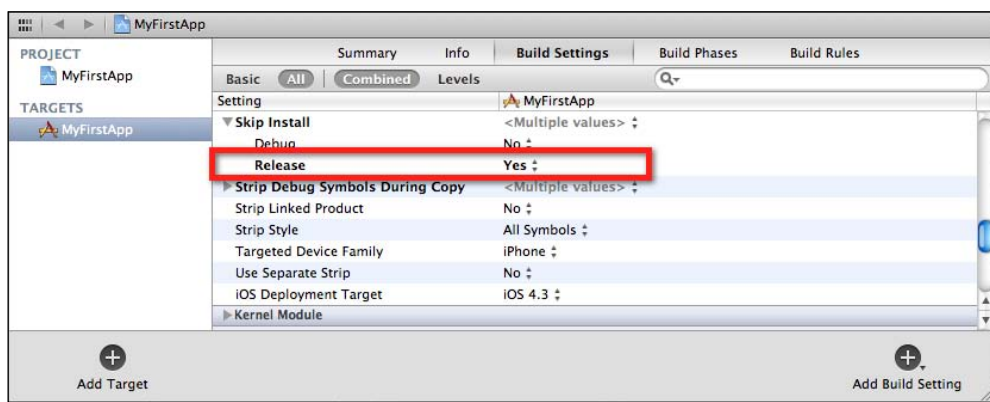 MyFirstApp
PROJECT
MyFirstApp
TARGETS
MyFirstApp
Summary Info Build Settings Build Phases Build Rules
Basic All Combined Levels
Setting MyFirstApp
Skip Install <Multiple values>
Debug No
Release Yes
Strip Debug Symbols During Copy <Multiple values>
Strip Linked Product No
Strip Style All Symbols
Targeted Device Family iPhone
Use Separate Strip No
iOS Deployment Target iOS 4.3
Kernel Module
Add Target
Add Build Setting